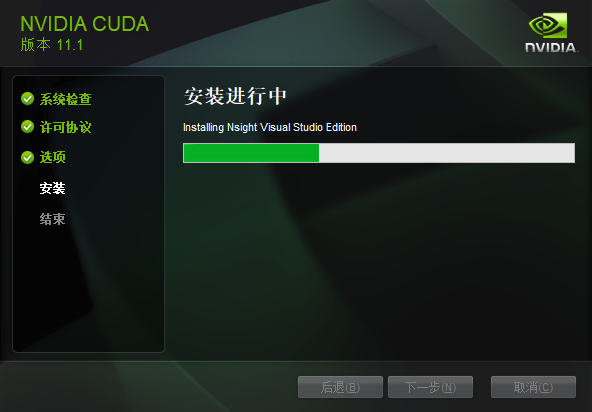 NVIDIA CUDA
版本 11.1
NVIDIA.
系统检查
许可协议
选项
安装
结束
安装进行中
Installing Nsight Visual Studio Edition
后退(B)
下一步(N)
取消(C)